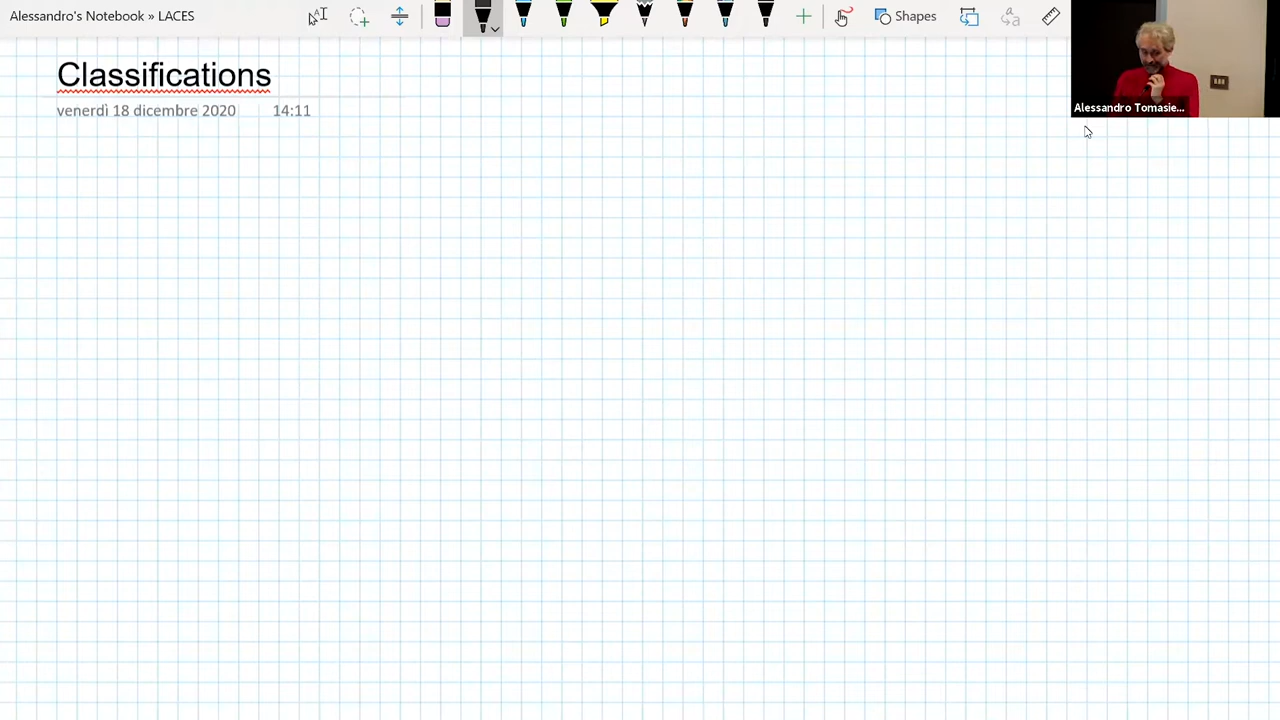 Alessandro's Notebook » LACES
Shapes
Classifications
venerdì 18 dicembre 2020 14:11
Alessandro Tomasie...